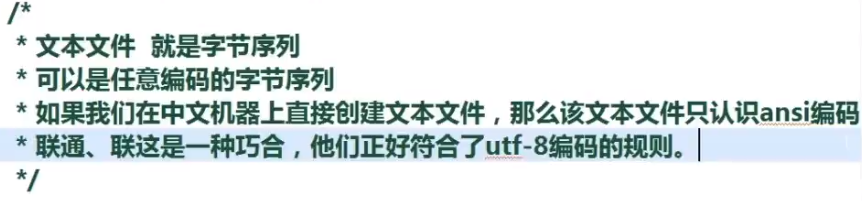 /*
* 文本文件 就是字节序列
* 可以是任意编码的字节序列
* 如果我们在中文机器上直接创建文本文件，那么该文本文件只认识ansi编码
* 联通、联这是一种巧合，他们正好符合了utf-8编码的规则。
*/